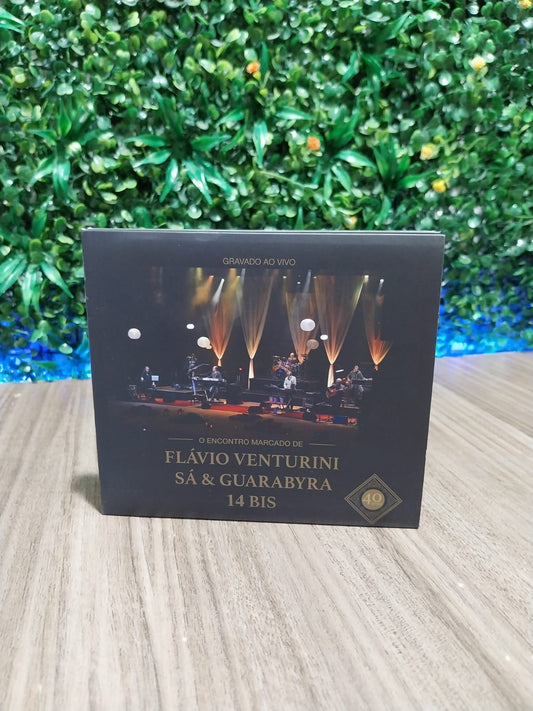 GRAVADO AO VIVO
O ENCONTRO MARCADO DE
FLÁVIO VENTURINI
SÁ & GUARABYRA
14 BIS
40